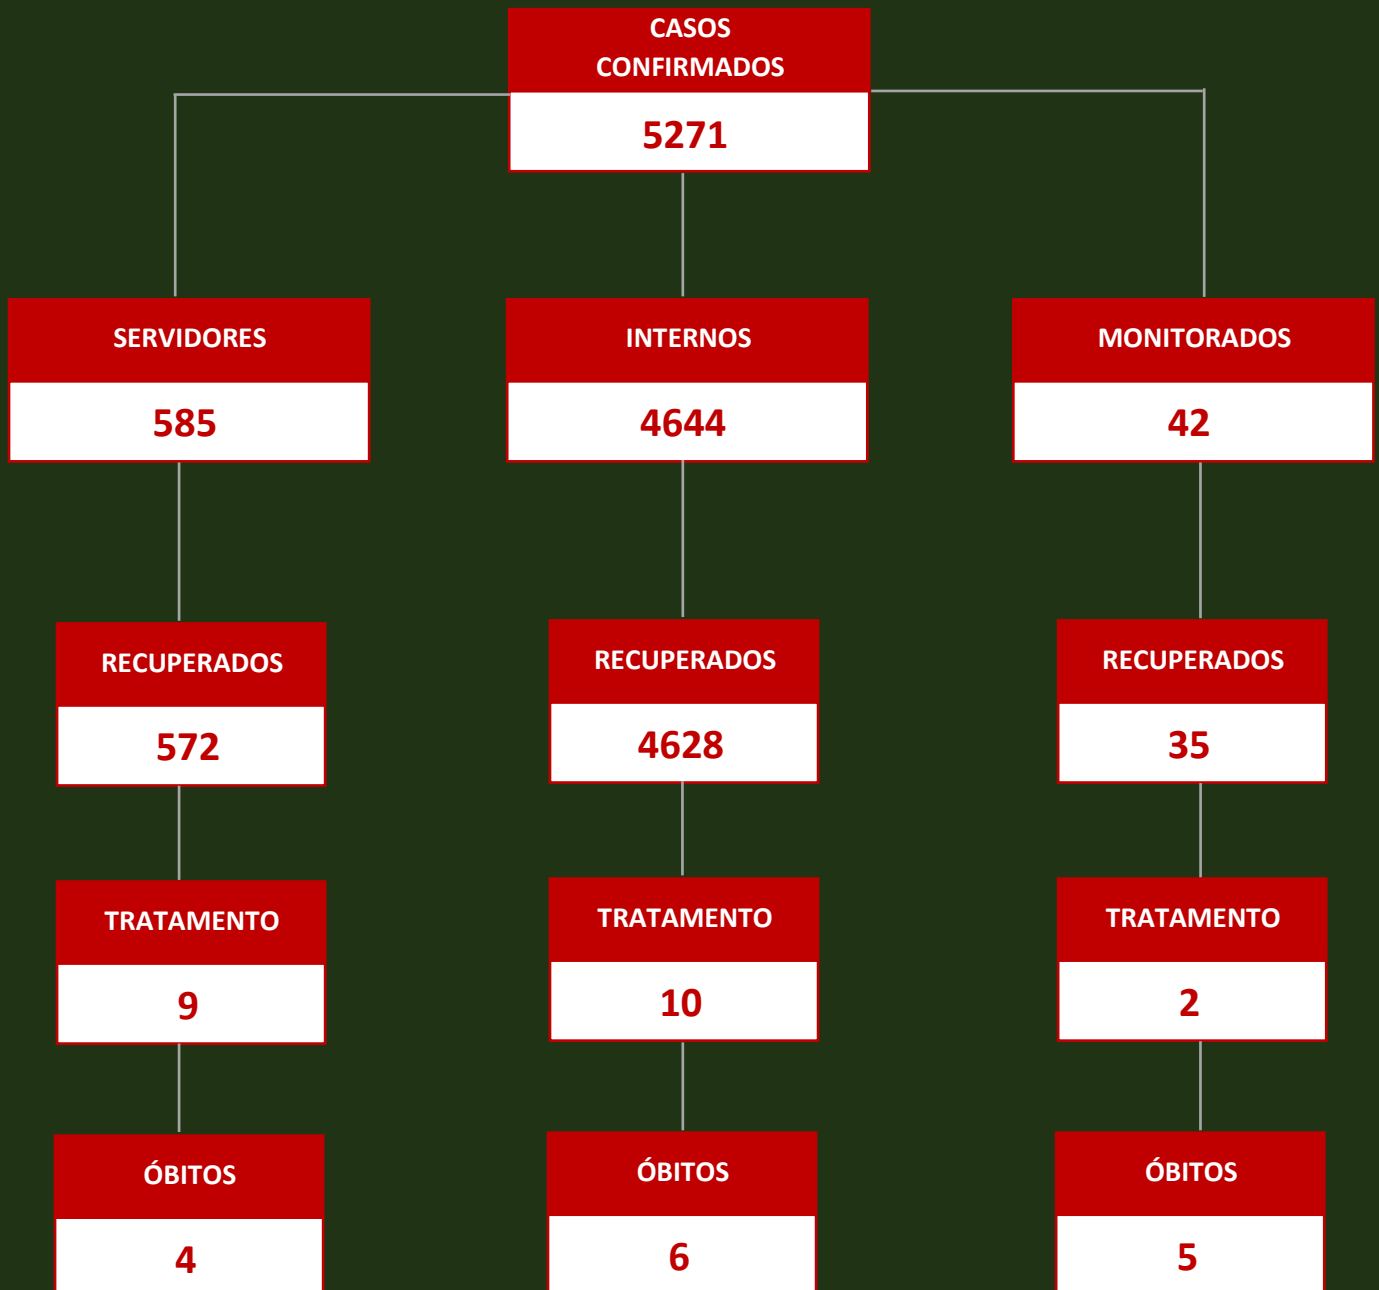 CASOS
CONFIRMADOS
5271
SERVIDORES
INTERNOS
MONITORADOS
585
4644
42
RECUPERADOS
RECUPERADOS
RECUPERADOS
572
4628
35
TRATAMENTO
TRATAMENTO
TRATAMENTO
9
10
2
ÓBITOS
ÓBITOS
ÓBITOS
4
6
5